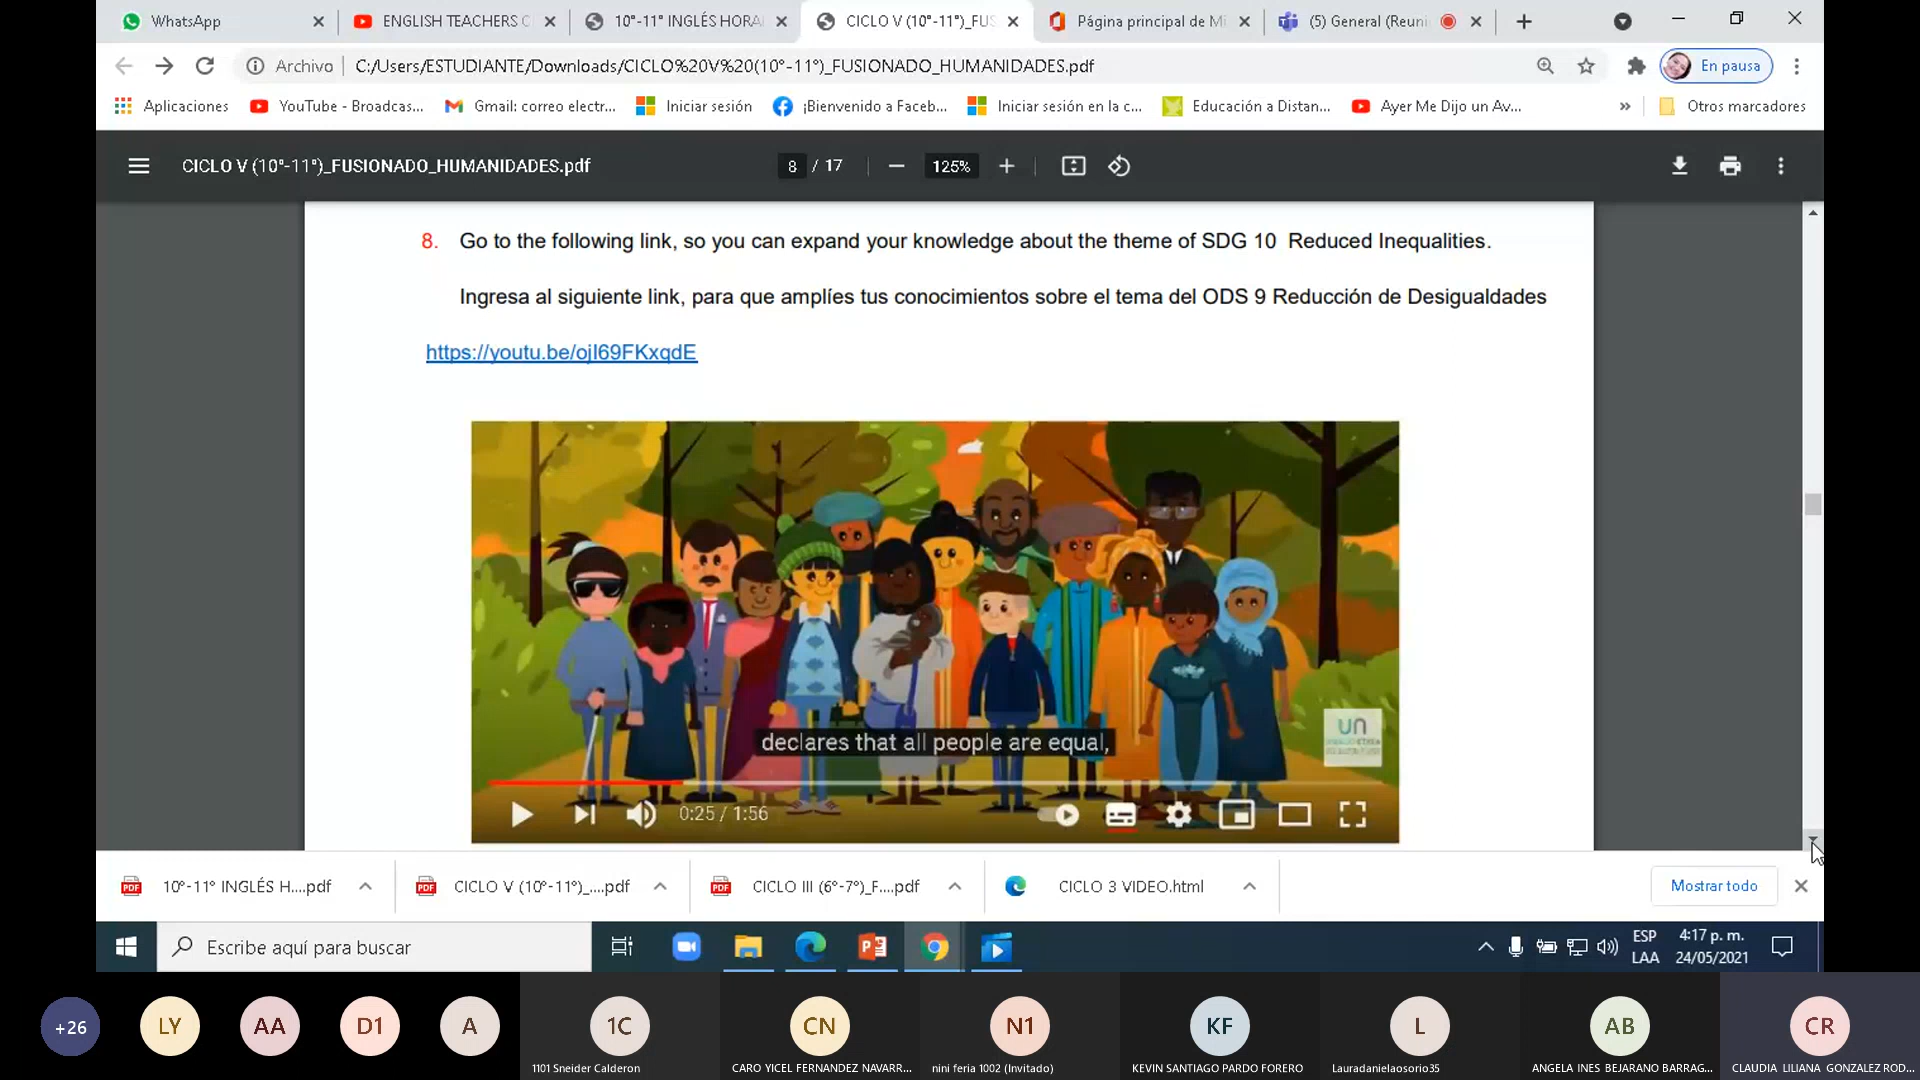 WhatsApp
ENGLISH TEACHERS C
10°-11° INGLÉS HORA
CICLO V (10°-11°)_FUS
Página principal de Mi
(5) General (Reuni
Archivo
C:/Users/ESTUDIANTE/Downloads/CICLO%20V%20(10°-11°)_FUSIONADO_HUMANIDADES.pdf
En pausa
Aplicaciones
YouTube - Broadcas...
Gmail: correo electr...
Iniciar sesión
¡Bienvenido a Faceb...
Iniciar sesión en la c...
Educación a Distan...
Ayer Me Dijo un Av...
»
Otros marcadores
CICLO V (10°-11°)_FUSIONADO_HUMANIDADES.pdf
8 / 17
125%
8. Go to the following link, so you can expand your knowledge about the theme of SDG 10 Reduced Inequalities.
Ingresa al siguiente link, para que amplíes tus conocimientos sobre el tema del ODS 9 Reducción de Desigualdades
https://youtu.be/ojI69FKxqdE
un
declares that all people are equal,
0:25 / 1:56
10°-11° INGLÉS H....pdf
CICLO V (10°-11°)_....pdf
CICLO III (6°-7°)_F....pdf
CICLO 3 VIDEO.html
Mostrar todo
Escribe aquí para buscar
ESP
LAA
4:17 p. m.
24/05/2021
+26
LY
AA
D1
A
1C
CN
N1
KF
L
AB
CR
1101 Sneider Calderon
CARO YICEL FERNANDEZ NAVARR...
nini feria 1002 (Invitado)
KEVIN SANTIAGO PARDO FORERO
Lauradanielaosorio35
ANGELA INES BEJARANO BARRAG...
CLAUDIA LILIANA GONZALEZ ROD...